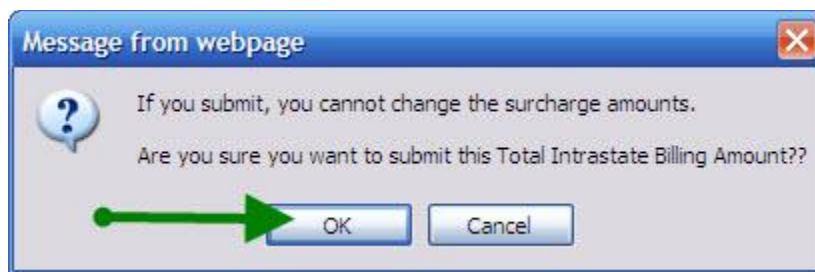 Message from webpage
If you submit, you cannot change the surcharge amounts.
Are you sure you want to submit this Total Intrastate Billing Amount??
OK Cancel